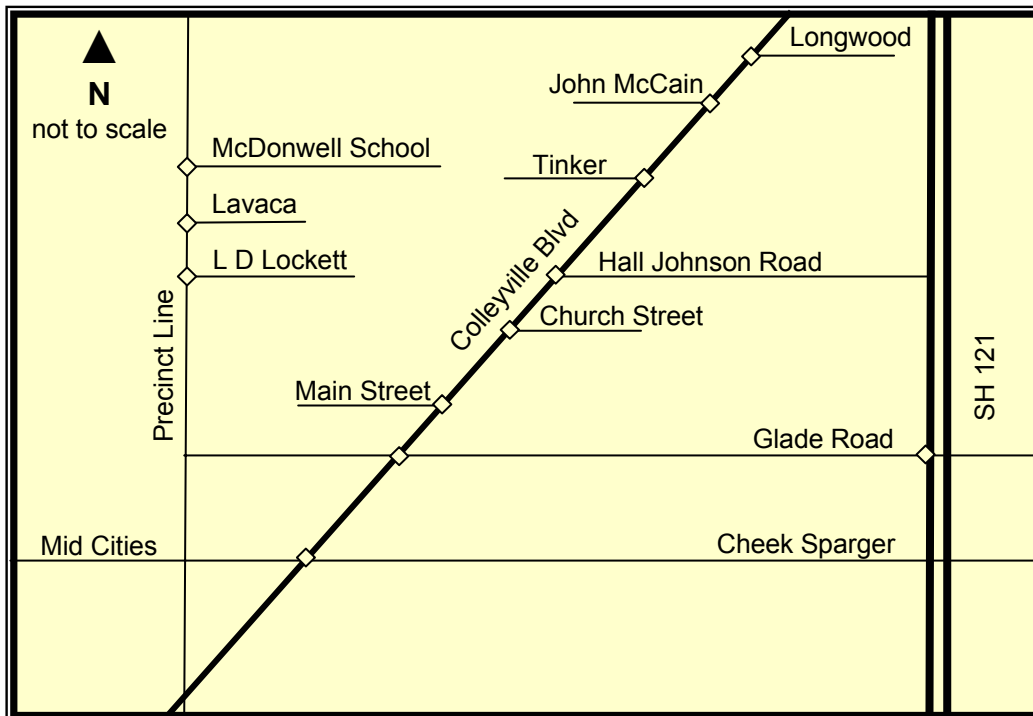 Longwood
John McCain
N
not to scale
McDonwell School
Tinker
Lavaca
L D Lockett
Colleyville Blvd
Hall Johnson Road
Church Street
Precinct Line
Main Street
SH 121
Glade Road
Mid Cities
Cheek Sparger